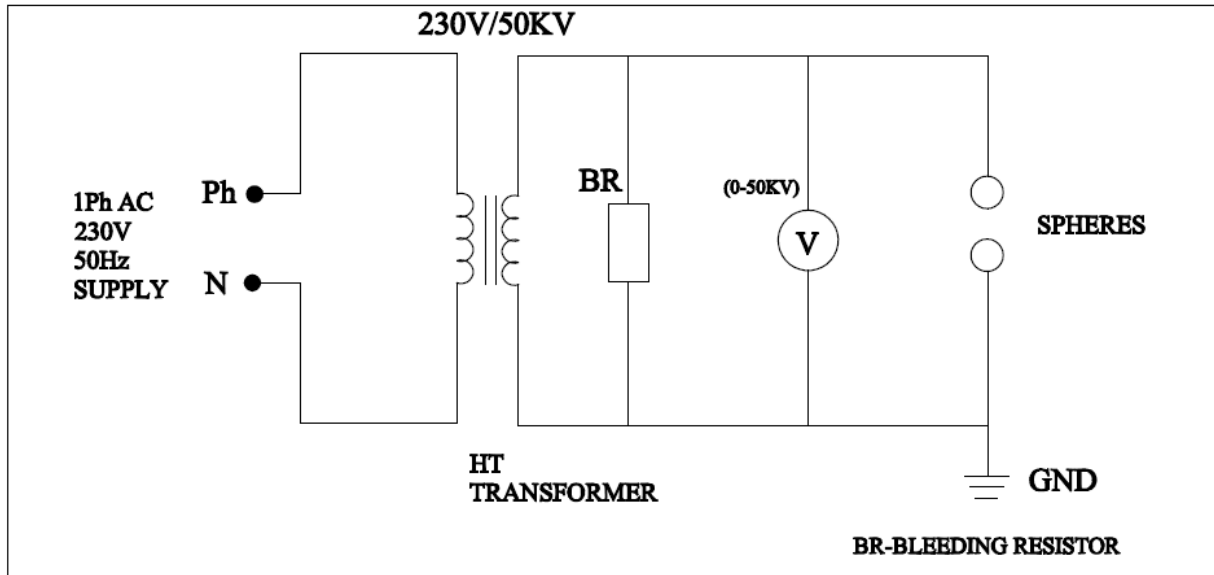 230V/50KV
1Ph AC
230V
50Hz
SUPPLY
Ph
N
BR
(0-50KV)
V
SPHERES
HT
TRANSFORMER
GND
BR-BLEEDING RESISTOR